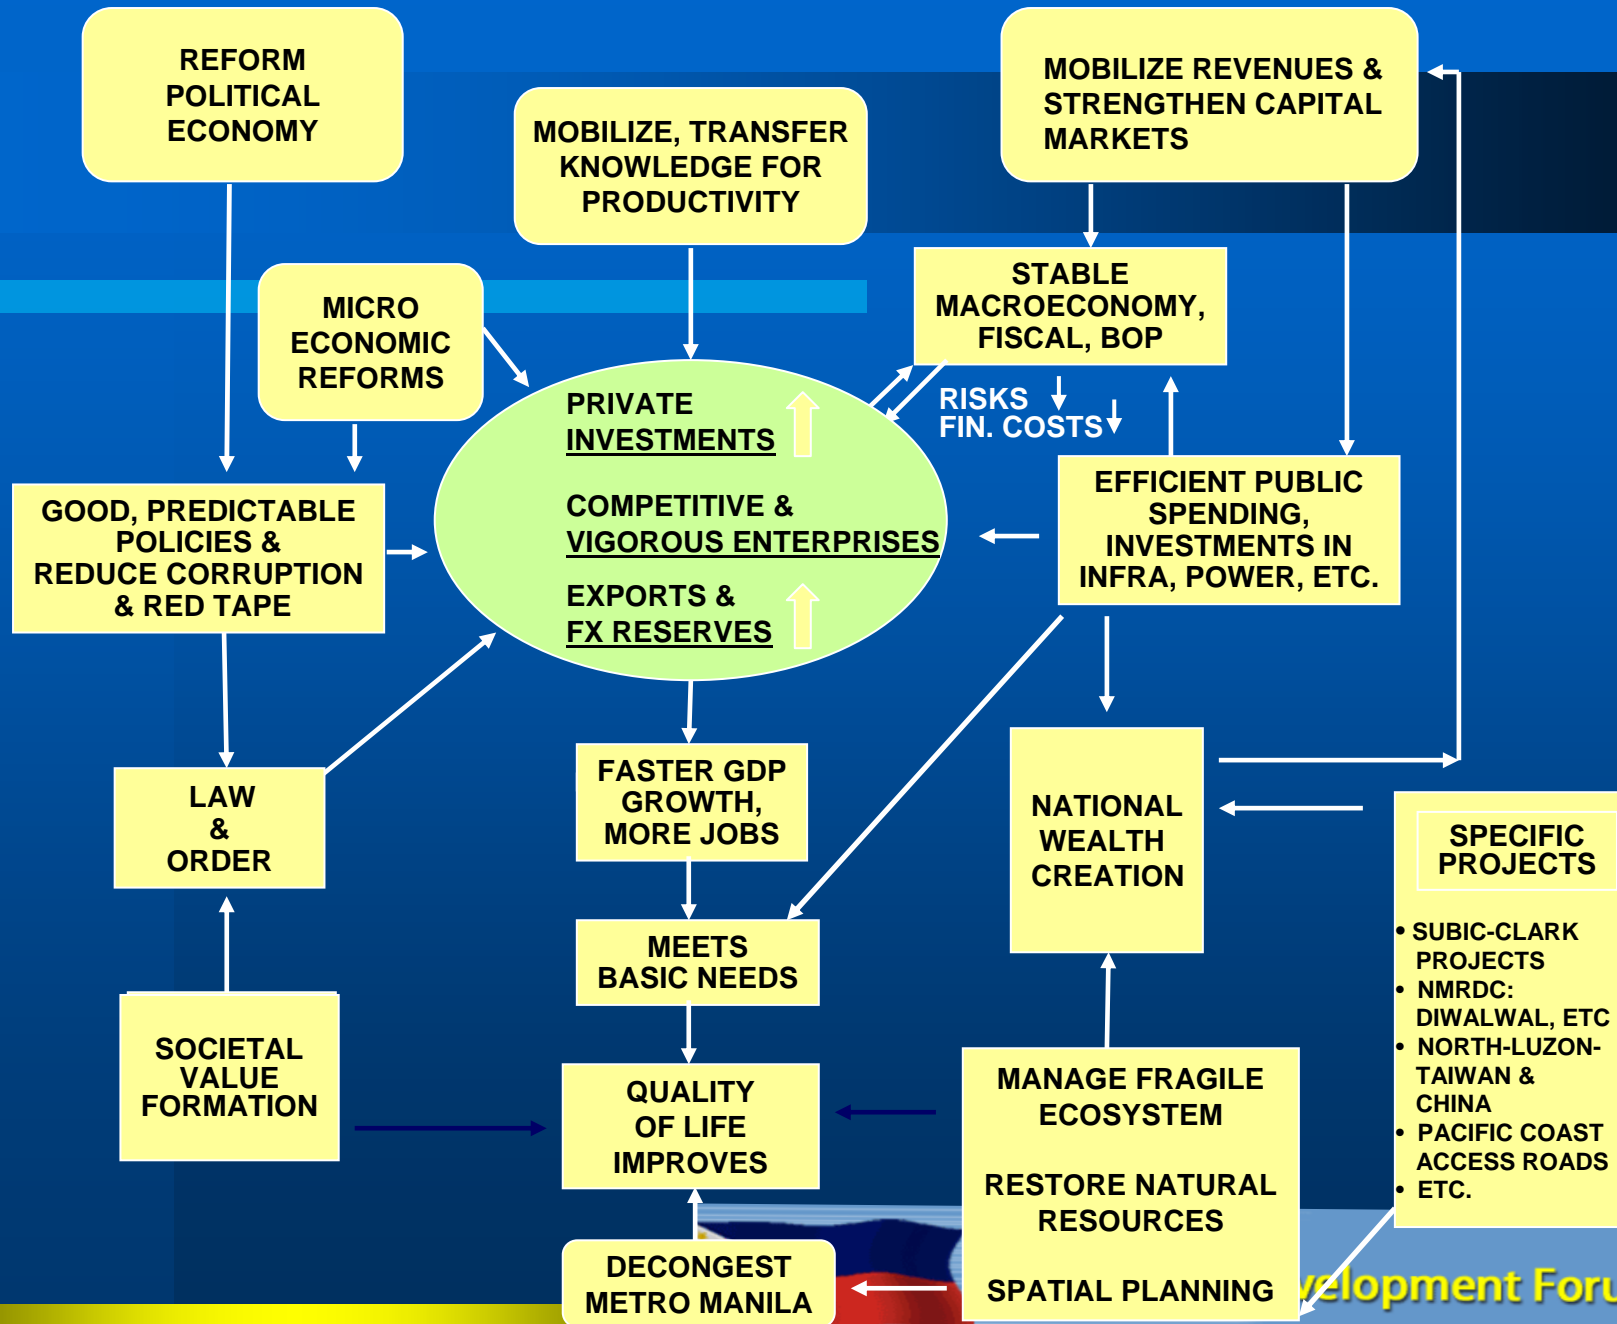 REFORM
POLITICAL
ECONOMY
MOBILIZE, TRANSFER
KNOWLEDGE FOR
PRODUCTIVITY
MOBILIZE REVENUES &
STRENGTHEN CAPITAL
MARKETS
MICRO
ECONOMIC
REFORMS
STABLE
MACROECONOMY,
FISCAL, BOP
RISKS
FIN. COSTS
PRIVATE
INVESTMENTS
COMPETITIVE &
VIGOROUS ENTERPRISES
EXPORTS &
FX RESERVES
GOOD, PREDICTABLE
POLICIES &
REDUCE CORRUPTION
& RED TAPE
EFFICIENT PUBLIC
SPENDING,
INVESTMENTS IN
INFRA, POWER, ETC.
LAW
&
ORDER
FASTER GDP
GROWTH,
MORE JOBS
NATIONAL
WEALTH
CREATION
SPECIFIC
PROJECTS
• SUBIC-CLARK
PROJECTS
• NMRDC:
DIWALWAL, ETC
• NORTH-LUZON-
TAIWAN &
CHINA
• PACIFIC COAST
ACCESS ROADS
• ETC.
MEETS
BASIC NEEDS
SOCIETAL
VALUE
FORMATION
QUALITY
OF LIFE
IMPROVES
MANAGE FRAGILE
ECOSYSTEM
RESTORE NATURAL
RESOURCES
SPATIAL PLANNING
DECONGEST
METRO MANILA
velopment Foru